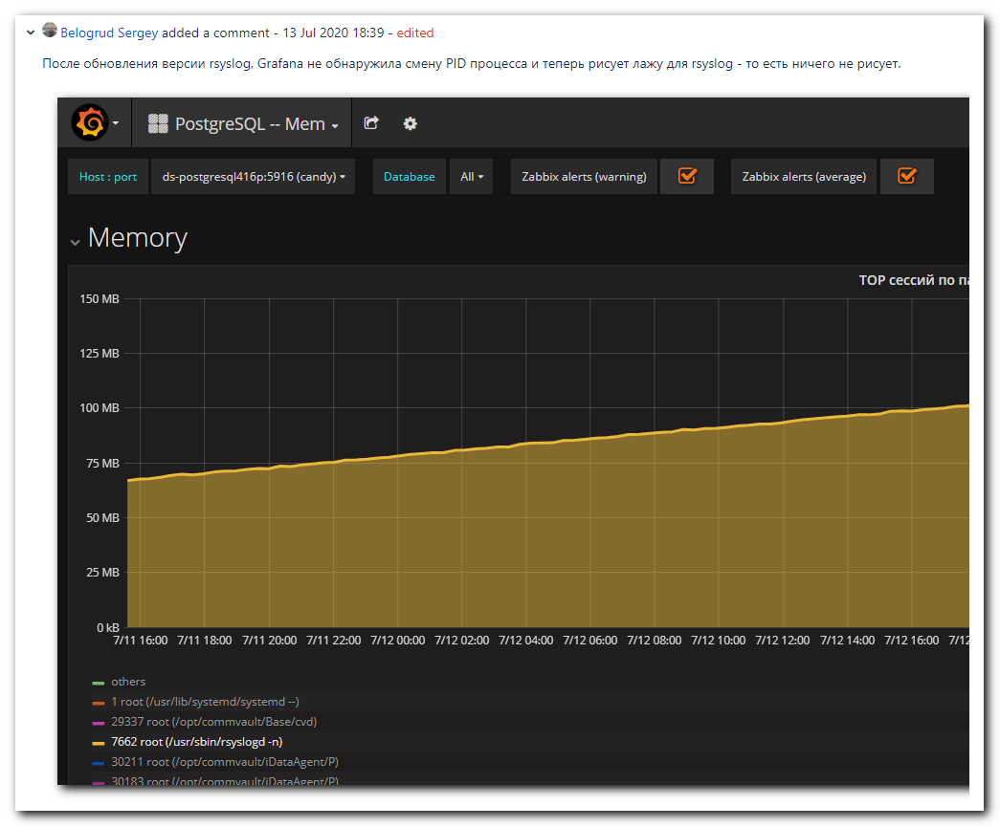 Belogrud Sergey added a comment - 13 Jul 2020 18:39 - edited
После обновления версии rsyslog, Grafana не обнаружила смену PID процесса и теперь рисует лажу для rsyslog - то есть ничего не рисует.
PostgreSQL -- Mem
Host : port ds-postgresql416p:5916 (candy) Database All Zabbix alerts (warning) Zabbix alerts (average)
Memory
TOP сессий по
150 MB
125 MB
100 MB
75 MB
50 MB
25 MB
0 kB
7/11 16:00 7/11 18:00 7/11 20:00 7/11 22:00 7/12 00:00 7/12 02:00 7/12 04:00 7/12 06:00 7/12 08:00 7/12 10:00 7/12 12:00 7/12 14:00 7/12 16:00 7/12
others
1 root (/usr/lib/systemd/systemd --)
29337 root (/opt/commvault/Base/cvd)
7662 root (/usr/sbin/rsyslogd -n)
30211 root (/opt/commvault/iDataAgent/P)
30183 root (/opt/commvault/iDataAgent/P)